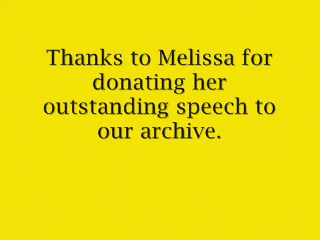 Thanks to Melissa for
donating her
outstanding speech to
our archive.